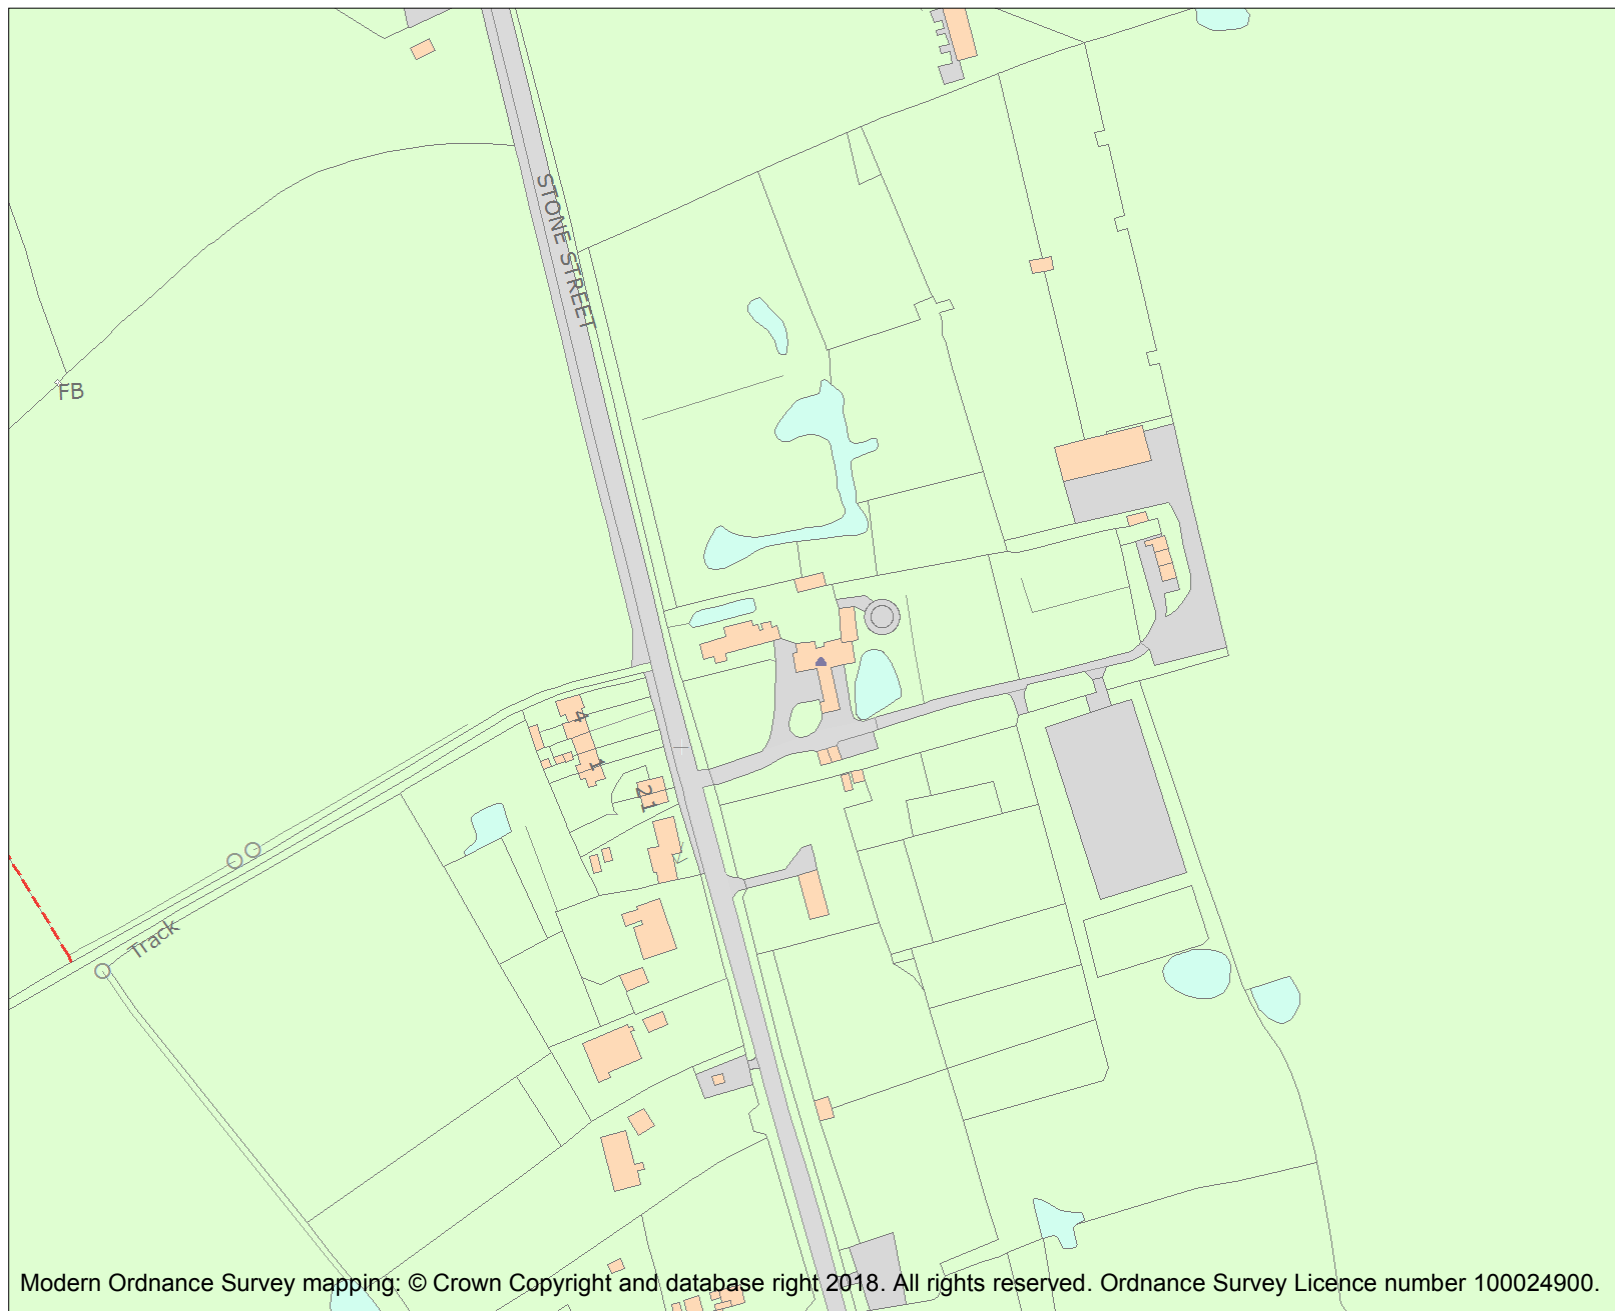 STONE STREET
FB
4
1
21
Track
Modern Ordnance Survey mapping: © Crown Copyright and database right 2018. All rights reserved. Ordnance Survey Licence number 100024900.